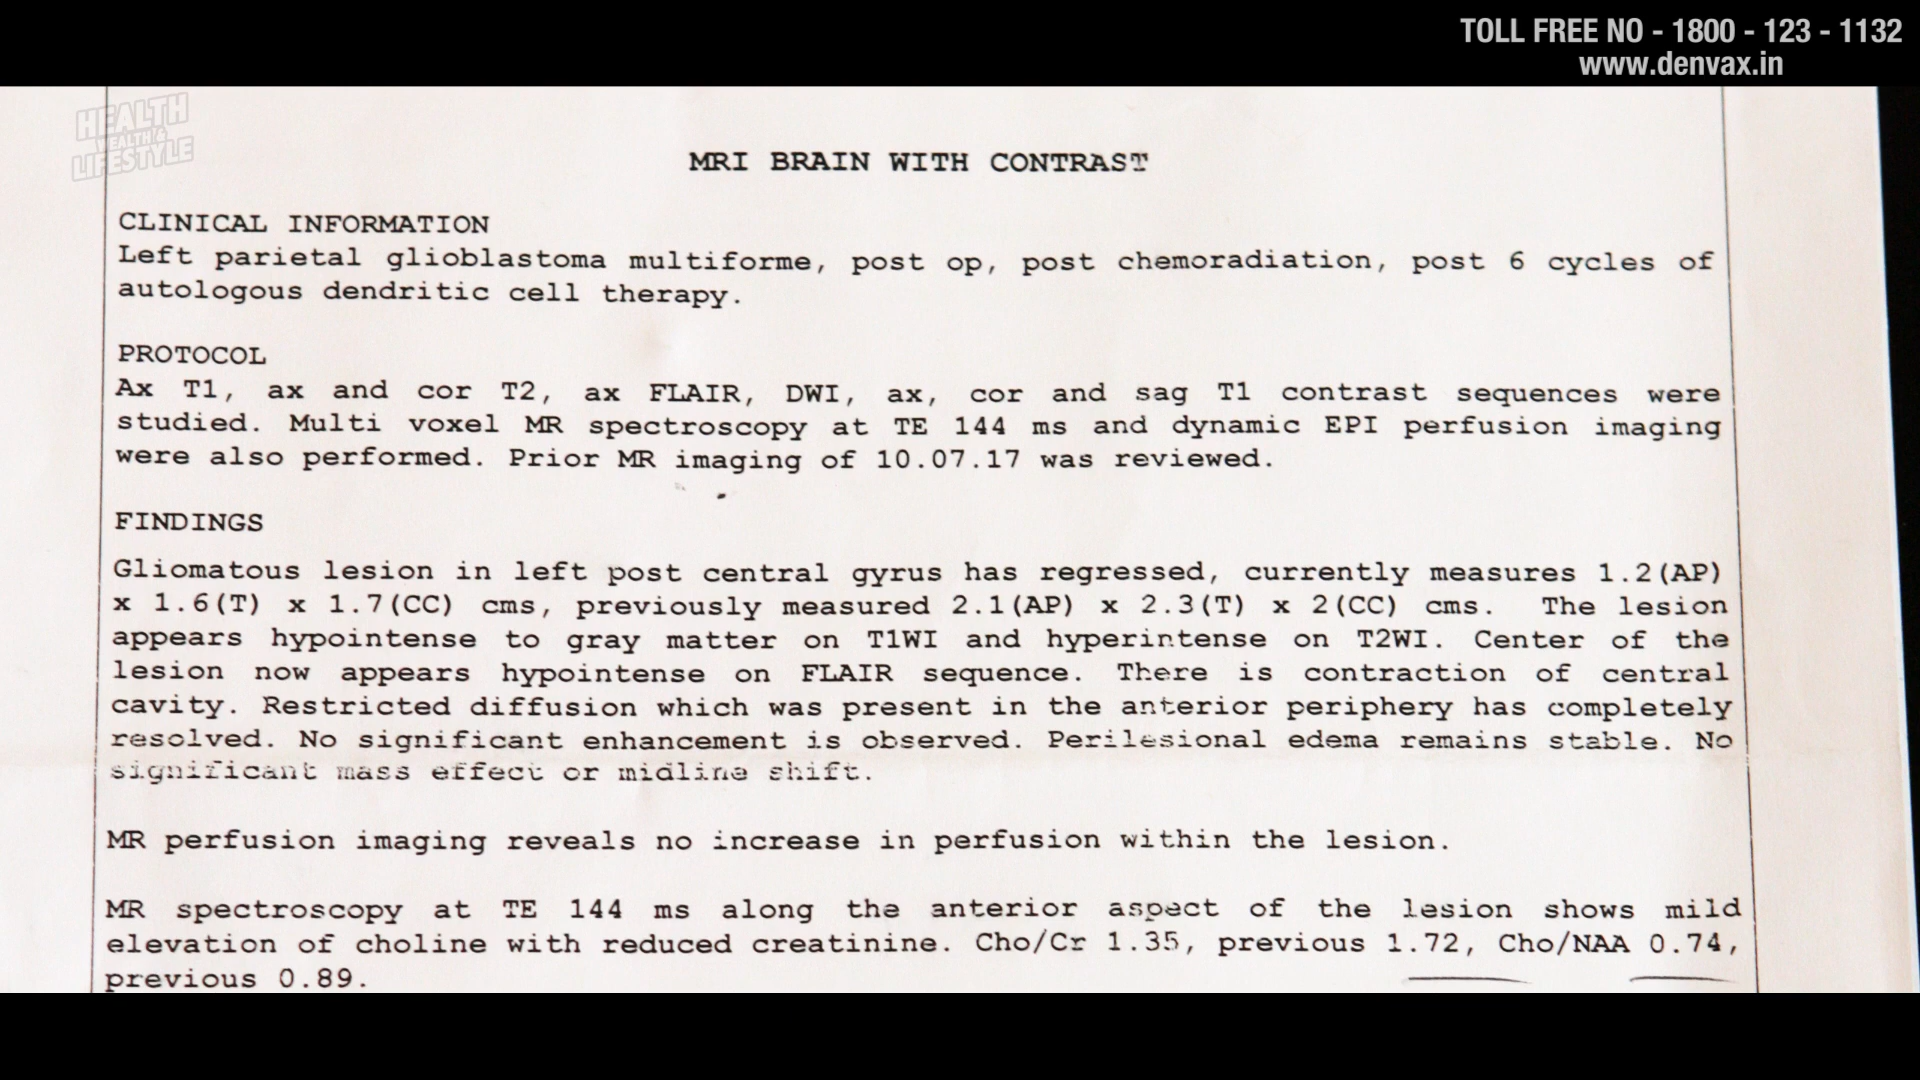 TOLL FREE NO - 1800 - 123 - 1132
www.denvax.in
HEALTH
WEALTH &
LIFESTYLE
MRI BRAIN WITH CONTRAST
CLINICAL INFORMATION
Left parietal glioblastoma multiforme, post op, post chemoradiation, post 6 cycles of
autologous dendritic cell therapy.
PROTOCOL
Ax T1, ax and cor T2, ax FLAIR, DWI, ax, cor and sag T1 contrast sequences were
studied. Multi voxel MR spectroscopy at TE 144 ms and dynamic EPI perfusion imaging
were also performed. Prior MR imaging of 10.07.17 was reviewed.
FINDINGS
Gliomatous lesion in left post central gyrus has regressed, currently measures 1.2(AP)
x 1.6(T) x 1.7(CC) cms, previously measured 2.1(AP) x 2.3(T) x 2(CC) cms. The lesion
appears hypointense to gray matter on T1WI and hyperintense on T2WI. Center of the
lesion now appears hypointense on FLAIR sequence. There is contraction of central
cavity. Restricted diffusion which was present in the anterior periphery has completely
resolved. No significant enhancement is observed. Perilesional edema remains stable. No
significant mass effect or midline shift.
MR perfusion imaging reveals no increase in perfusion within the lesion.
MR spectroscopy at TE 144 ms along the anterior aspect of the lesion shows mild
elevation of choline with reduced creatinine. Cho/Cr 1.35, previous 1.72, Cho/NAA 0.74,
previous 0.89.